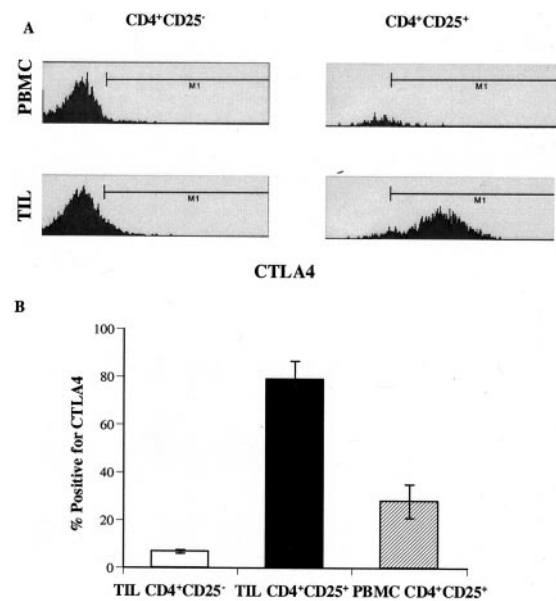 A
CD4⁺CD25⁻ CD4⁺CD25⁺
PBMC
M1 M1
TIL
M1 M1
CTLA4
B
% Positive for CTLA4
100
80
60
40
20
0
TIL CD4⁺CD25⁻ TIL CD4⁺CD25⁺ PBMC CD4⁺CD25⁺